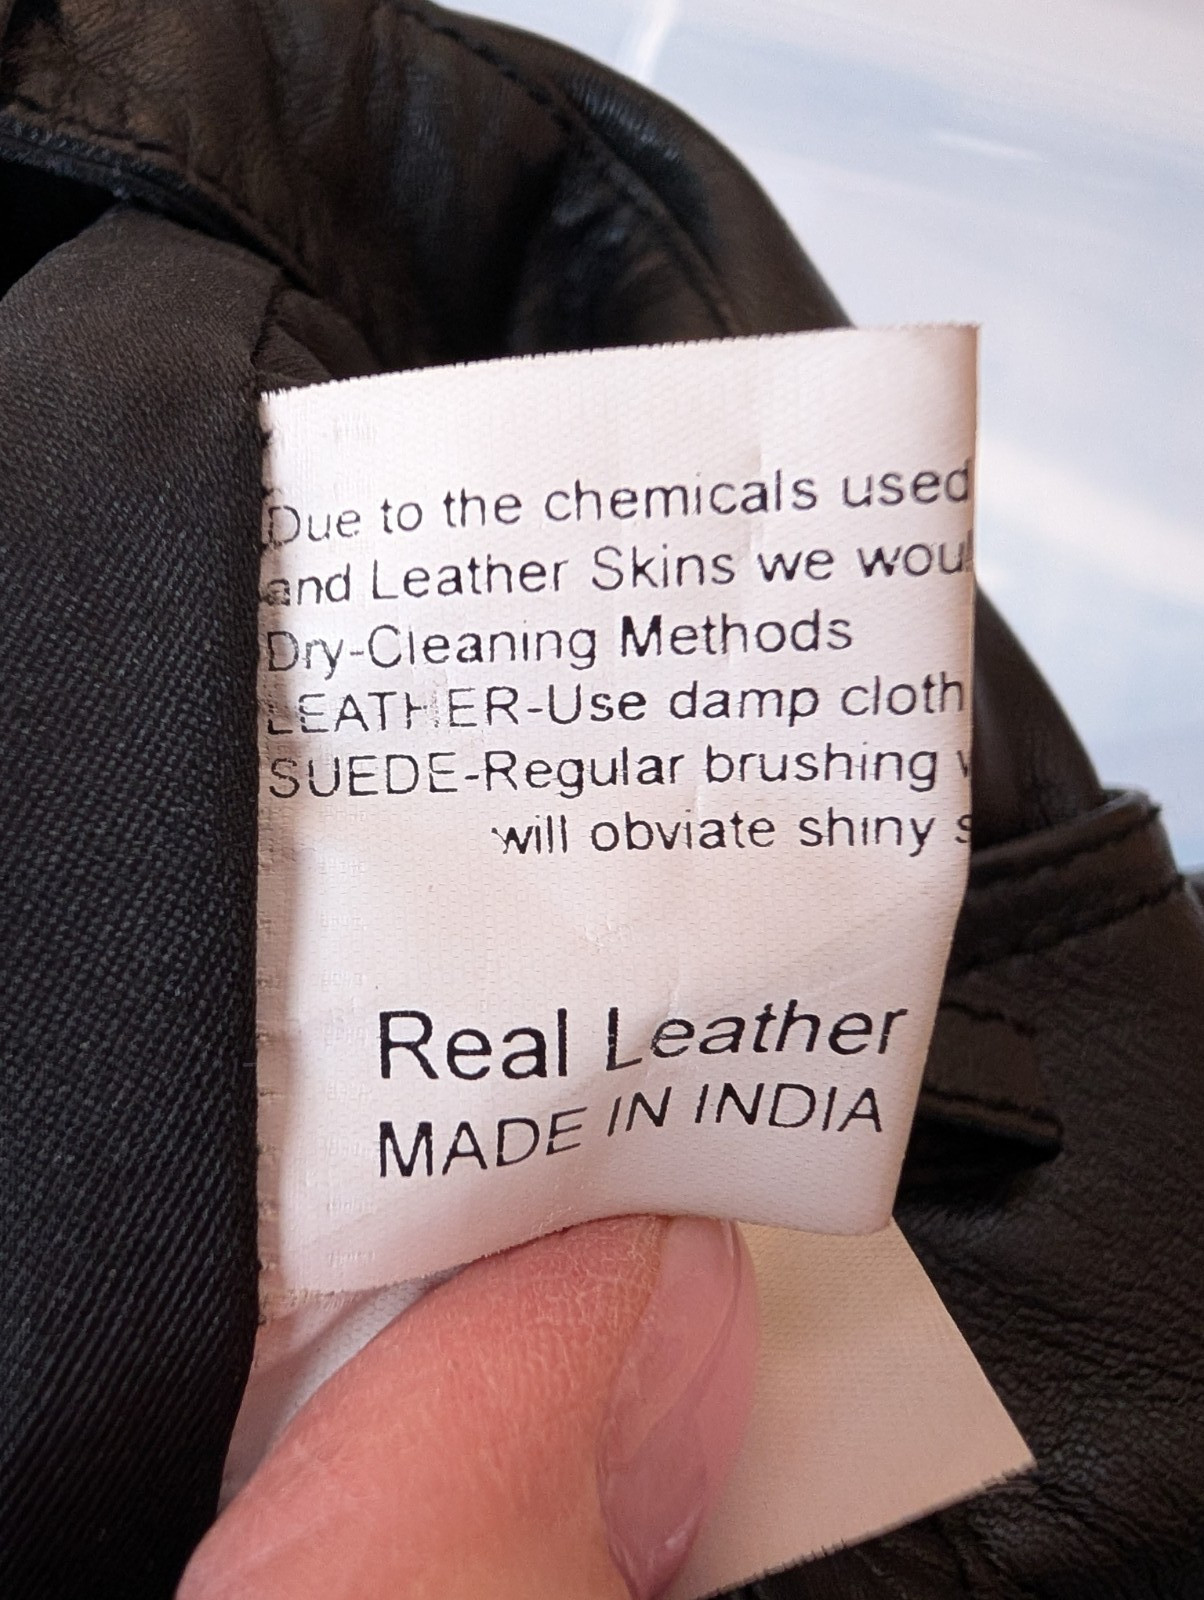 Due to the chemicals used
and Leather Skins we
Dry-Cleaning Methods
LEATHER-Use damp cloth
SUEDE-Regular brushing
will obviate shiny
Real Leather
MADE IN INDIA